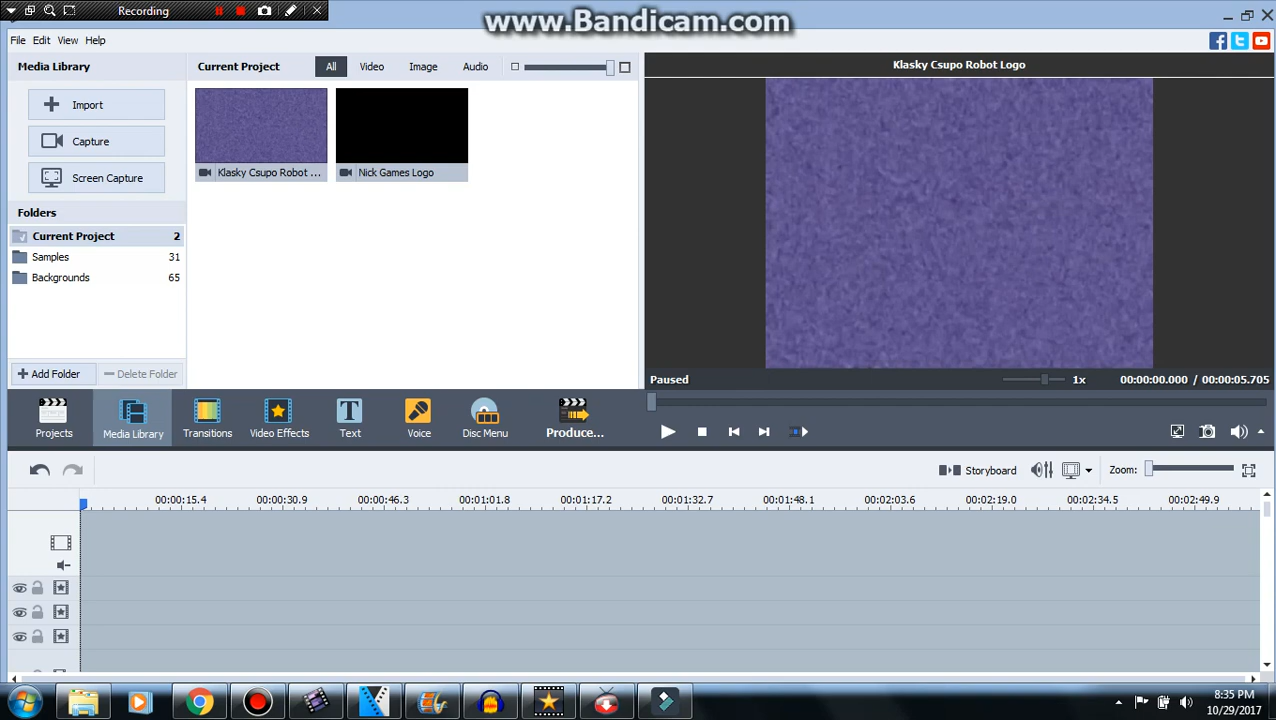 Recording
www.Bandicam.com
File Edit View Help
Media Library
Current Project All Video Image Audio
Klasky Csupo Robot Logo
Import
Capture
Screen Capture
Klasky Csupo Robot ...
Nick Games Logo
Folders
Current Project 2
Samples 31
Backgrounds 65
Add Folder Delete Folder
Paused 1x 00:00:00.000 / 00:00:05.705
Projects Media Library Transitions Video Effects Text Voice Disc Menu Produce...
Storyboard Zoom:
00:00:15.4 00:00:30.9 00:00:46.3 00:01:01.8 00:01:17.2 00:01:32.7 00:01:48.1 00:02:03.6 00:02:19.0 00:02:34.5 00:02:49.9
8:35 PM
10/29/2017